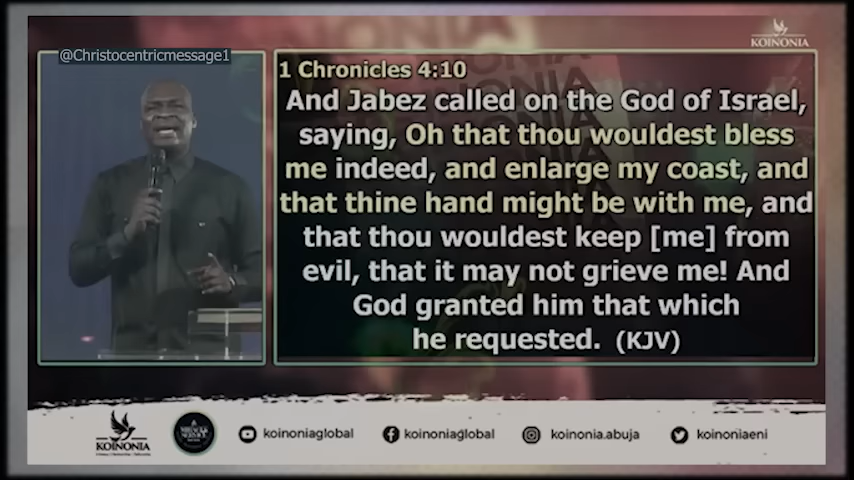 @Christocentricmessage1
KOINONIA
1 Chronicles 4:10
And Jabez called on the God of Israel,
saying, Oh that thou wouldest bless
me indeed, and enlarge my coast, and
that thine hand might be with me, and
that thou wouldest keep [me] from
evil, that it may not grieve me! And
God granted him that which
he requested. (KJV)
KOINONIA
MIRACLE
SERVICE
koinoniaglobal
koinoniaglobal
koinonia.abuja
koinoniaeni